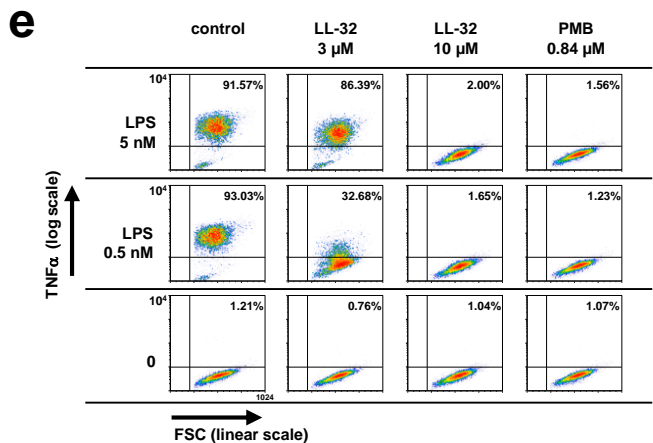 e
control
LL-32
3 µM
LL-32
10 µM
PMB
0.84 µM
LPS
5 nM
10⁴
91.57%
86.39%
2.00%
1.56%
LPS
0.5 nM
10⁴
93.03%
32.68%
1.65%
1.23%
0
10⁴
1.21%
0.76%
1.04%
1.07%
1024
TNFα (log scale)
FSC (linear scale)